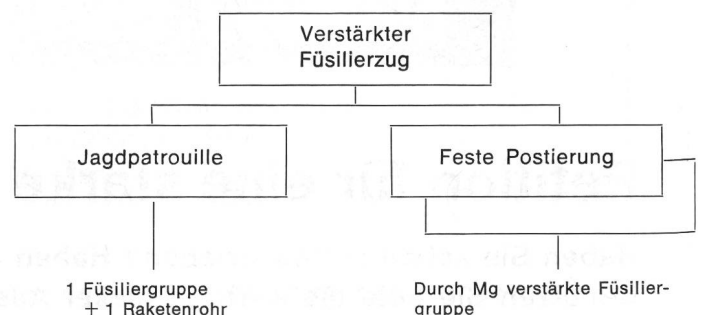 Verstärkter
Füsilierzug
Jagdpatrouille
Feste Postierung
1 Füsiliergruppe
+ 1 Raketenrohr
Durch Mg verstärkte Füsilier-
gruppe